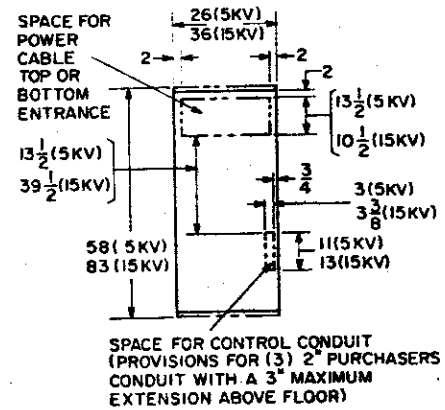 SPACE FOR
POWER
CABLE
TOP OR
BOTTOM
ENTRANCE
26(5KV)
36(15KV)
2
2
2
13 1/2(5KV)
10 1/2(15KV)
13 1/2(5KV)
39 1/2(15KV)
3/4
3(5KV)
3 3/8(15KV)
58(5KV)
83(15KV)
11(5KV)
13(15KV)
SPACE FOR CONTROL CONDUIT
(PROVISIONS FOR (3) 2" PURCHASERS
CONDUIT WITH A 3" MAXIMUM
EXTENSION ABOVE FLOOR)